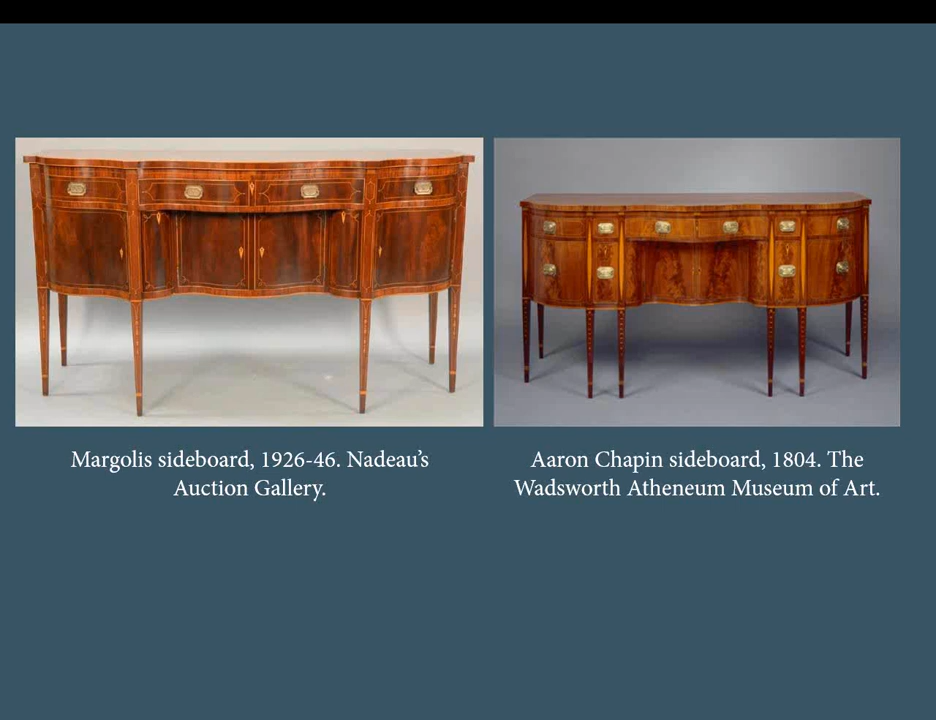 Margolis sideboard, 1926-46. Nadeau’s
Auction Gallery.
Aaron Chapin sideboard, 1804. The
Wadsworth Atheneum Museum of Art.